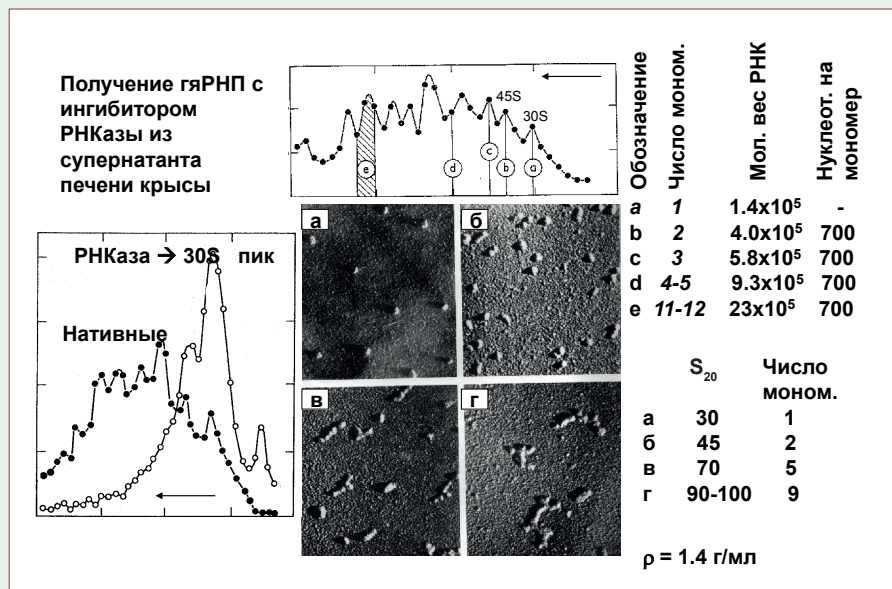 Получение гяРНП с
ингибитором
РНКазы из
супернатанта
печени крысы
45S
30S
e
d
c
b
a
РНКаза → 30S пик
Нативные
а
б
в
г
Обозначение
Число моном.
Мол. вес РНК
Нуклеот. на
мономер
a 1 1.4x10⁵ -
b 2 4.0x10⁵ 700
c 3 5.8x10⁵ 700
d 4-5 9.3x10⁵ 700
e 11-12 23x10⁵ 700
S₂₀ Число
моном.
а 30 1
б 45 2
в 70 5
г 90-100 9
ρ = 1.4 г/мл